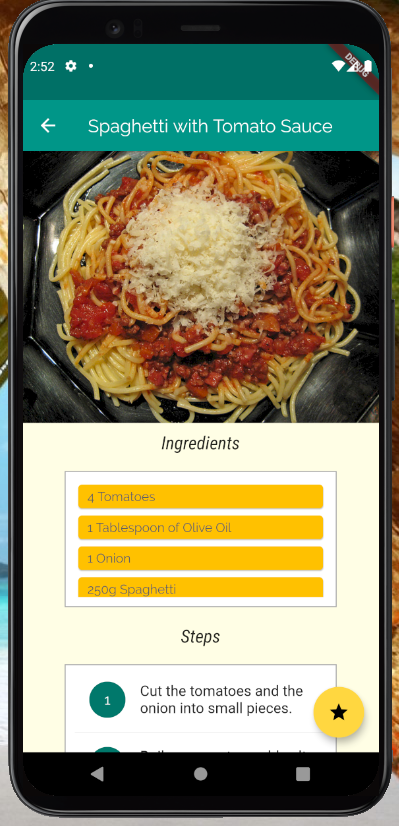 2:52
DEBUG
Spaghetti with Tomato Sauce
Ingredients
4 Tomatoes
1 Tablespoon of Olive Oil
1 Onion
250g Spaghetti
Steps
1
Cut the tomatoes and the
onion into small pieces.